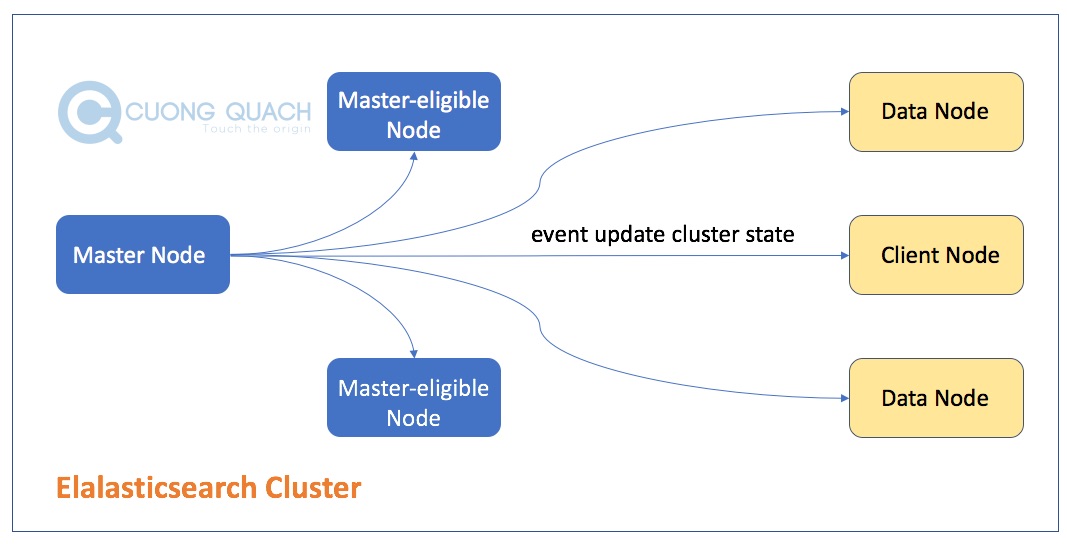 CUONG QUACH
Touch the origin
Master-eligible
Node
Data Node
Master Node
event update cluster state
Client Node
Master-eligible
Node
Data Node
Elalasticsearch Cluster